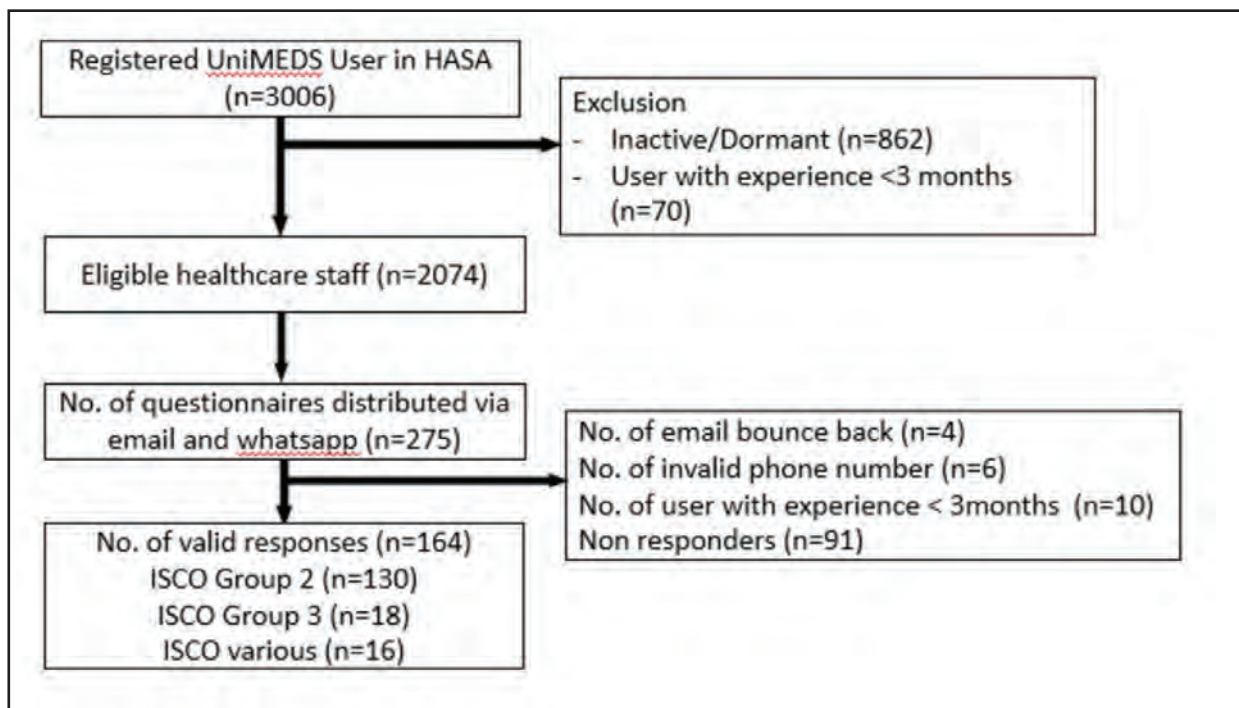 Registered UniMEDS User in HASA
(n=3006)
Exclusion
- Inactive/Dormant (n=862)
- User with experience <3 months
(n=70)
Eligible healthcare staff (n=2074)
No. of questionnaires distributed via
email and whatsapp (n=275)
No. of email bounce back (n=4)
No. of invalid phone number (n=6)
No. of user with experience < 3months (n=10)
Non responders (n=91)
No. of valid responses (n=164)
ISCO Group 2 (n=130)
ISCO Group 3 (n=18)
ISCO various (n=16)